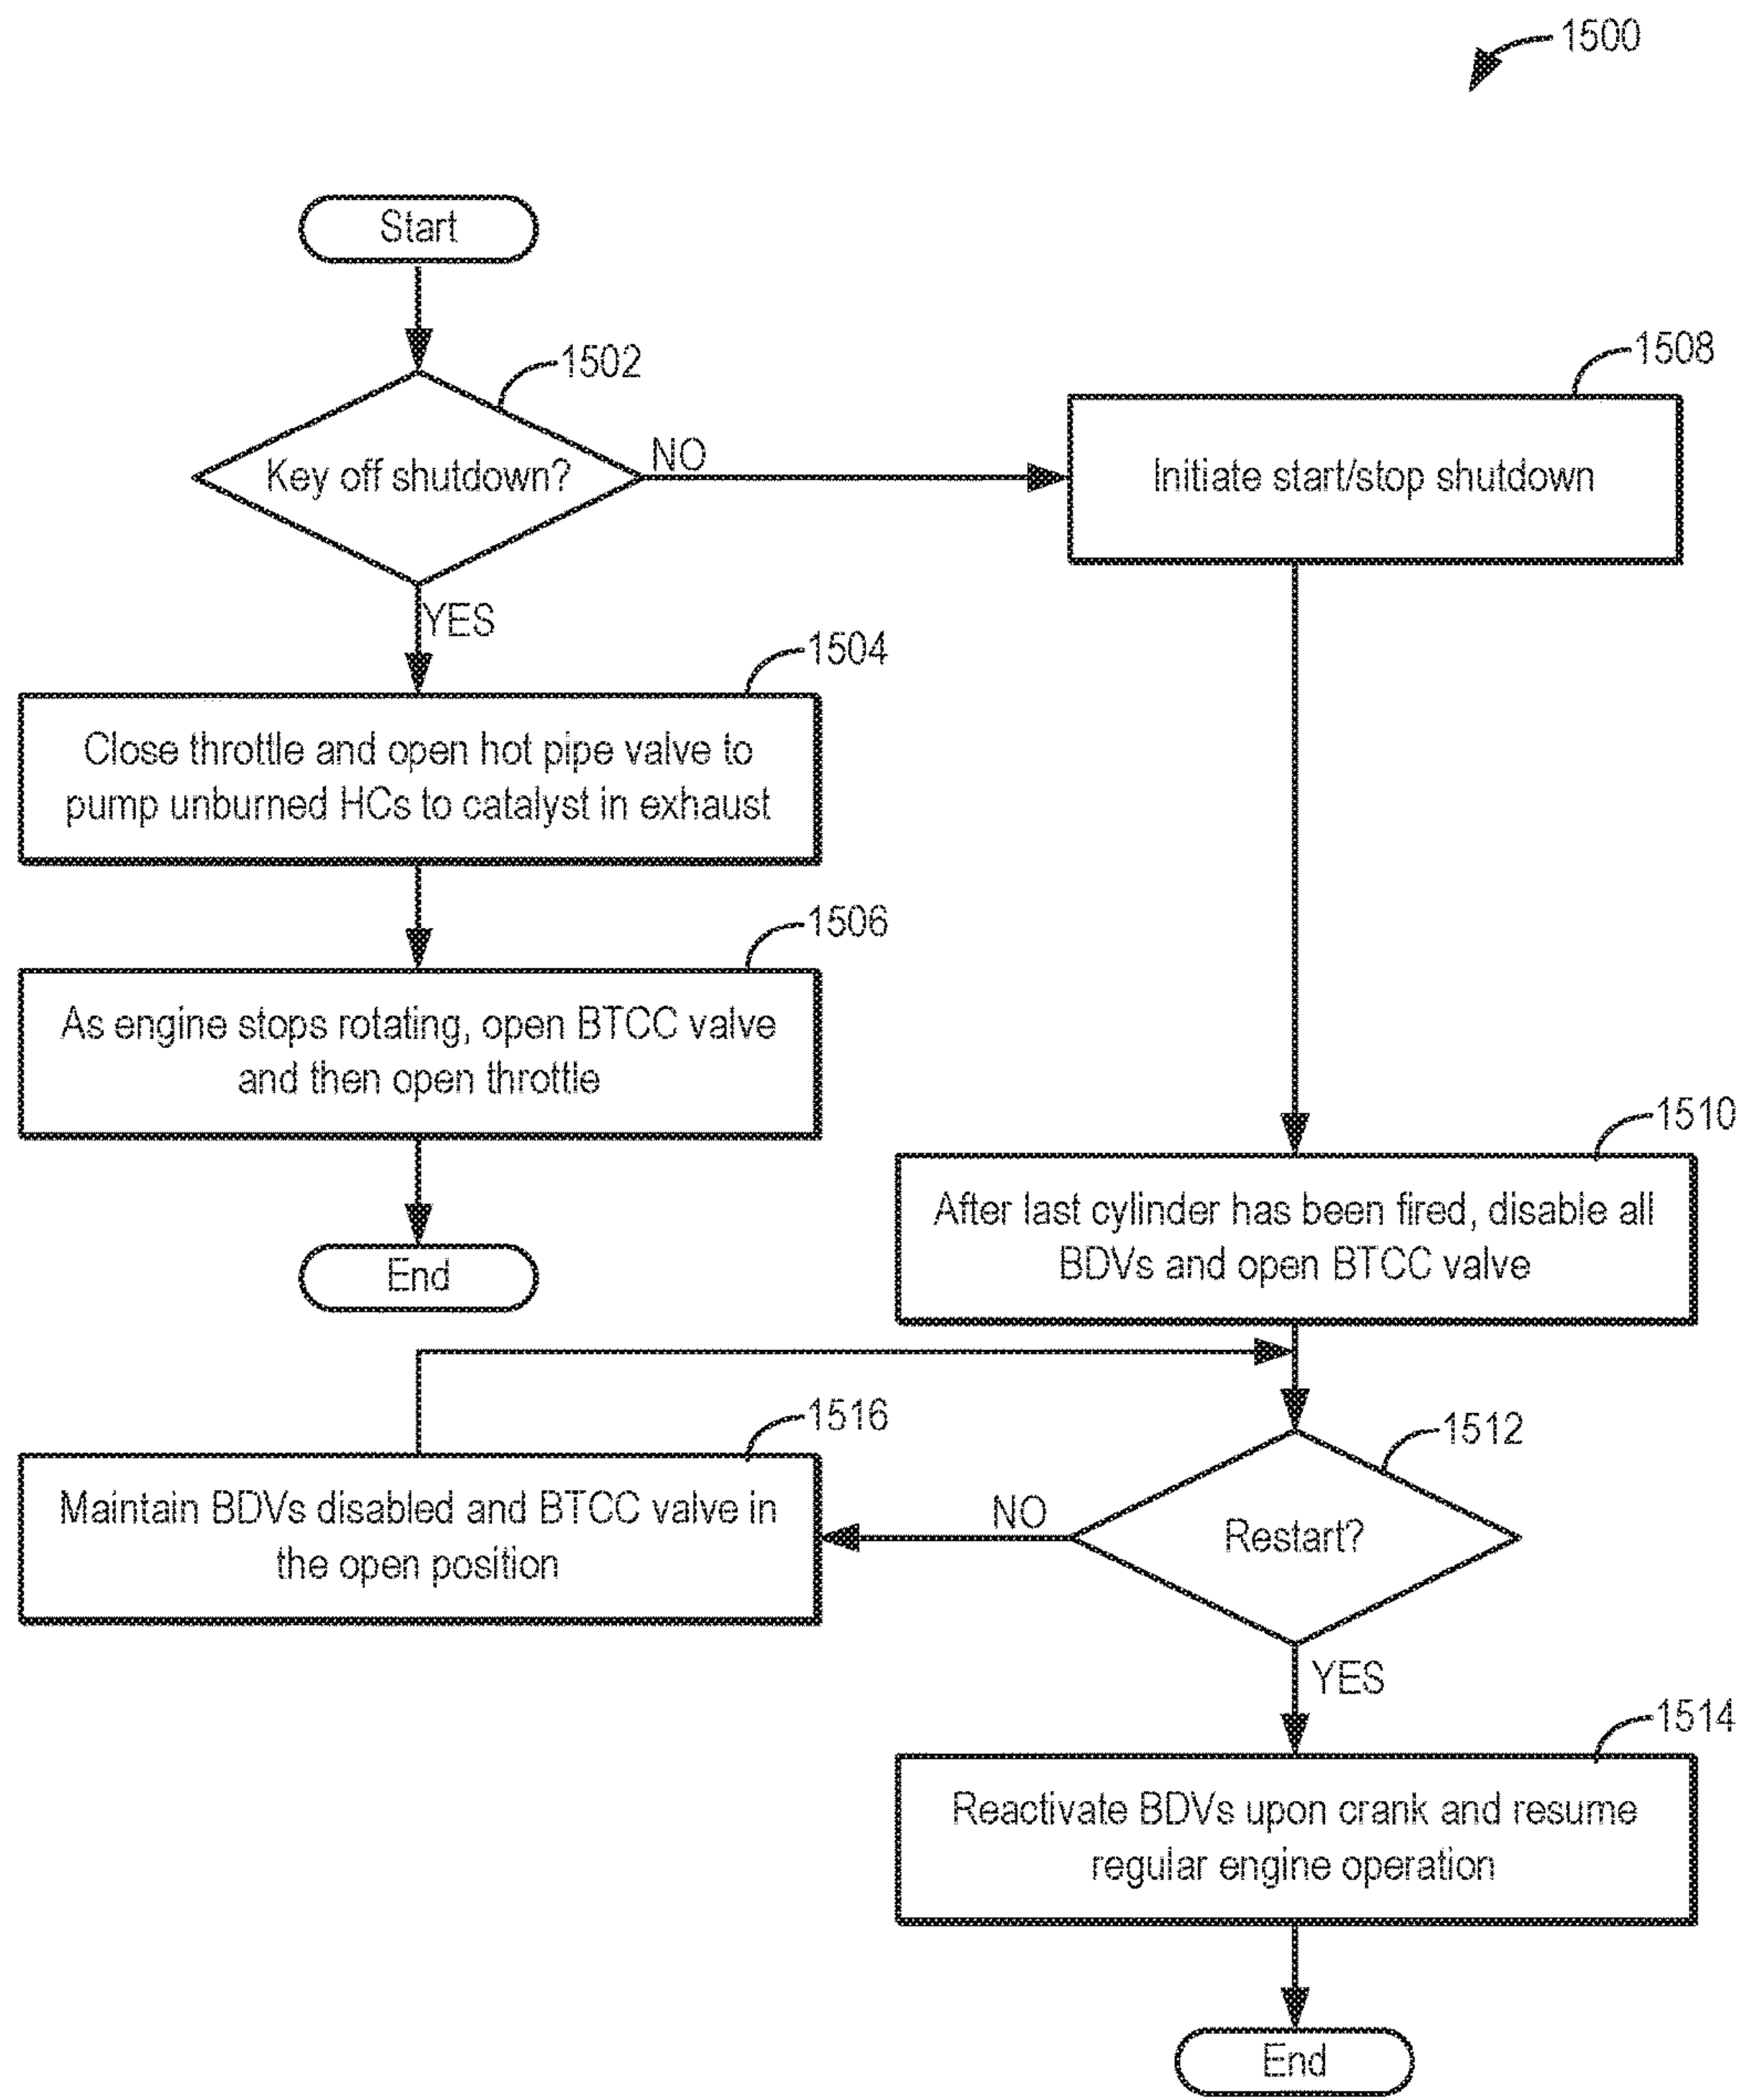 1500
Start
1502
Key off shutdown?
NO
1508
Initiate start/stop shutdown
YES
1504
Close throttle and open hot pipe valve to
pump unburned HCs to catalyst in exhaust
1506
As engine stops rotating, open BTCC valve
and then open throttle
End
1510
After last cylinder has been fired, disable all
BDVs and open BTCC valve
1512
Restart?
NO
1516
Maintain BDVs disabled and BTCC valve in
the open position
YES
1514
Reactivate BDVs upon crank and resume
regular engine operation
End